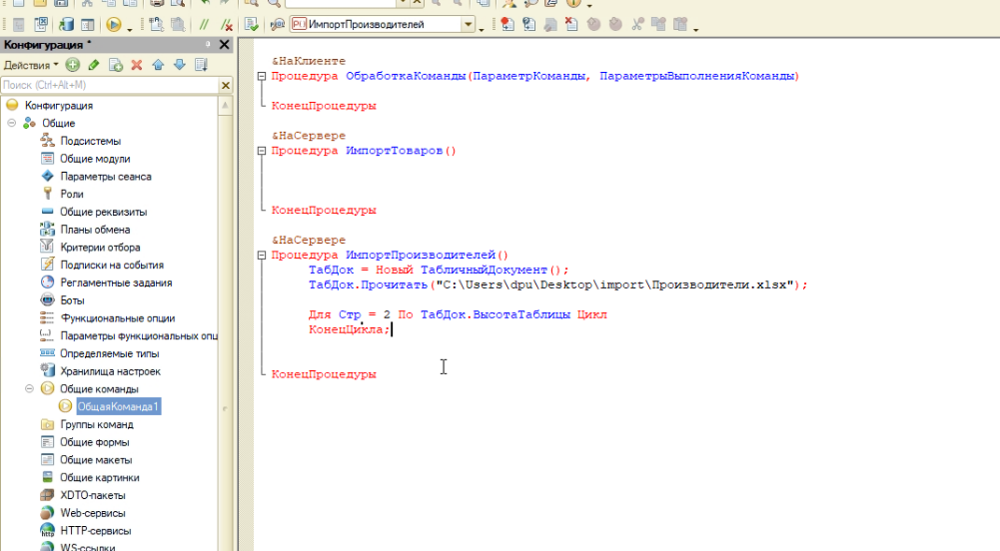 ИмпортПроизводителей
Конфигурация *
Действия
Поиск (Ctrl+Alt+M)
Конфигурация
Общие
Подсистемы
Общие модули
Параметры сеанса
Роли
Общие реквизиты
Планы обмена
Критерии отбора
Подписки на события
Регламентные задания
Боты
Функциональные опции
Параметры функциональных опц
Определяемые типы
Хранилища настроек
Общие команды
ОбщаяКоманда1
Группы команд
Общие формы
Общие макеты
Общие картинки
XDTO-пакеты
Web-сервисы
HTTP-сервисы
WS-ссылки
&НаКлиенте
Процедура ОбработкаКоманды(ПараметрКоманды, ПараметрыВыполненияКоманды)
КонецПроцедуры
&НаСервере
Процедура ИмпортТоваров()
КонецПроцедуры
&НаСервере
Процедура ИмпортПроизводителей()
ТабДок = Новый ТабличныйДокумент();
ТабДок.Прочитать("C:\Users\dpu\Desktop\import\Производители.xlsx");
Для Стр = 2 По ТабДок.ВысотаТаблицы Цикл
КонецЦикла;
КонецПроцедуры